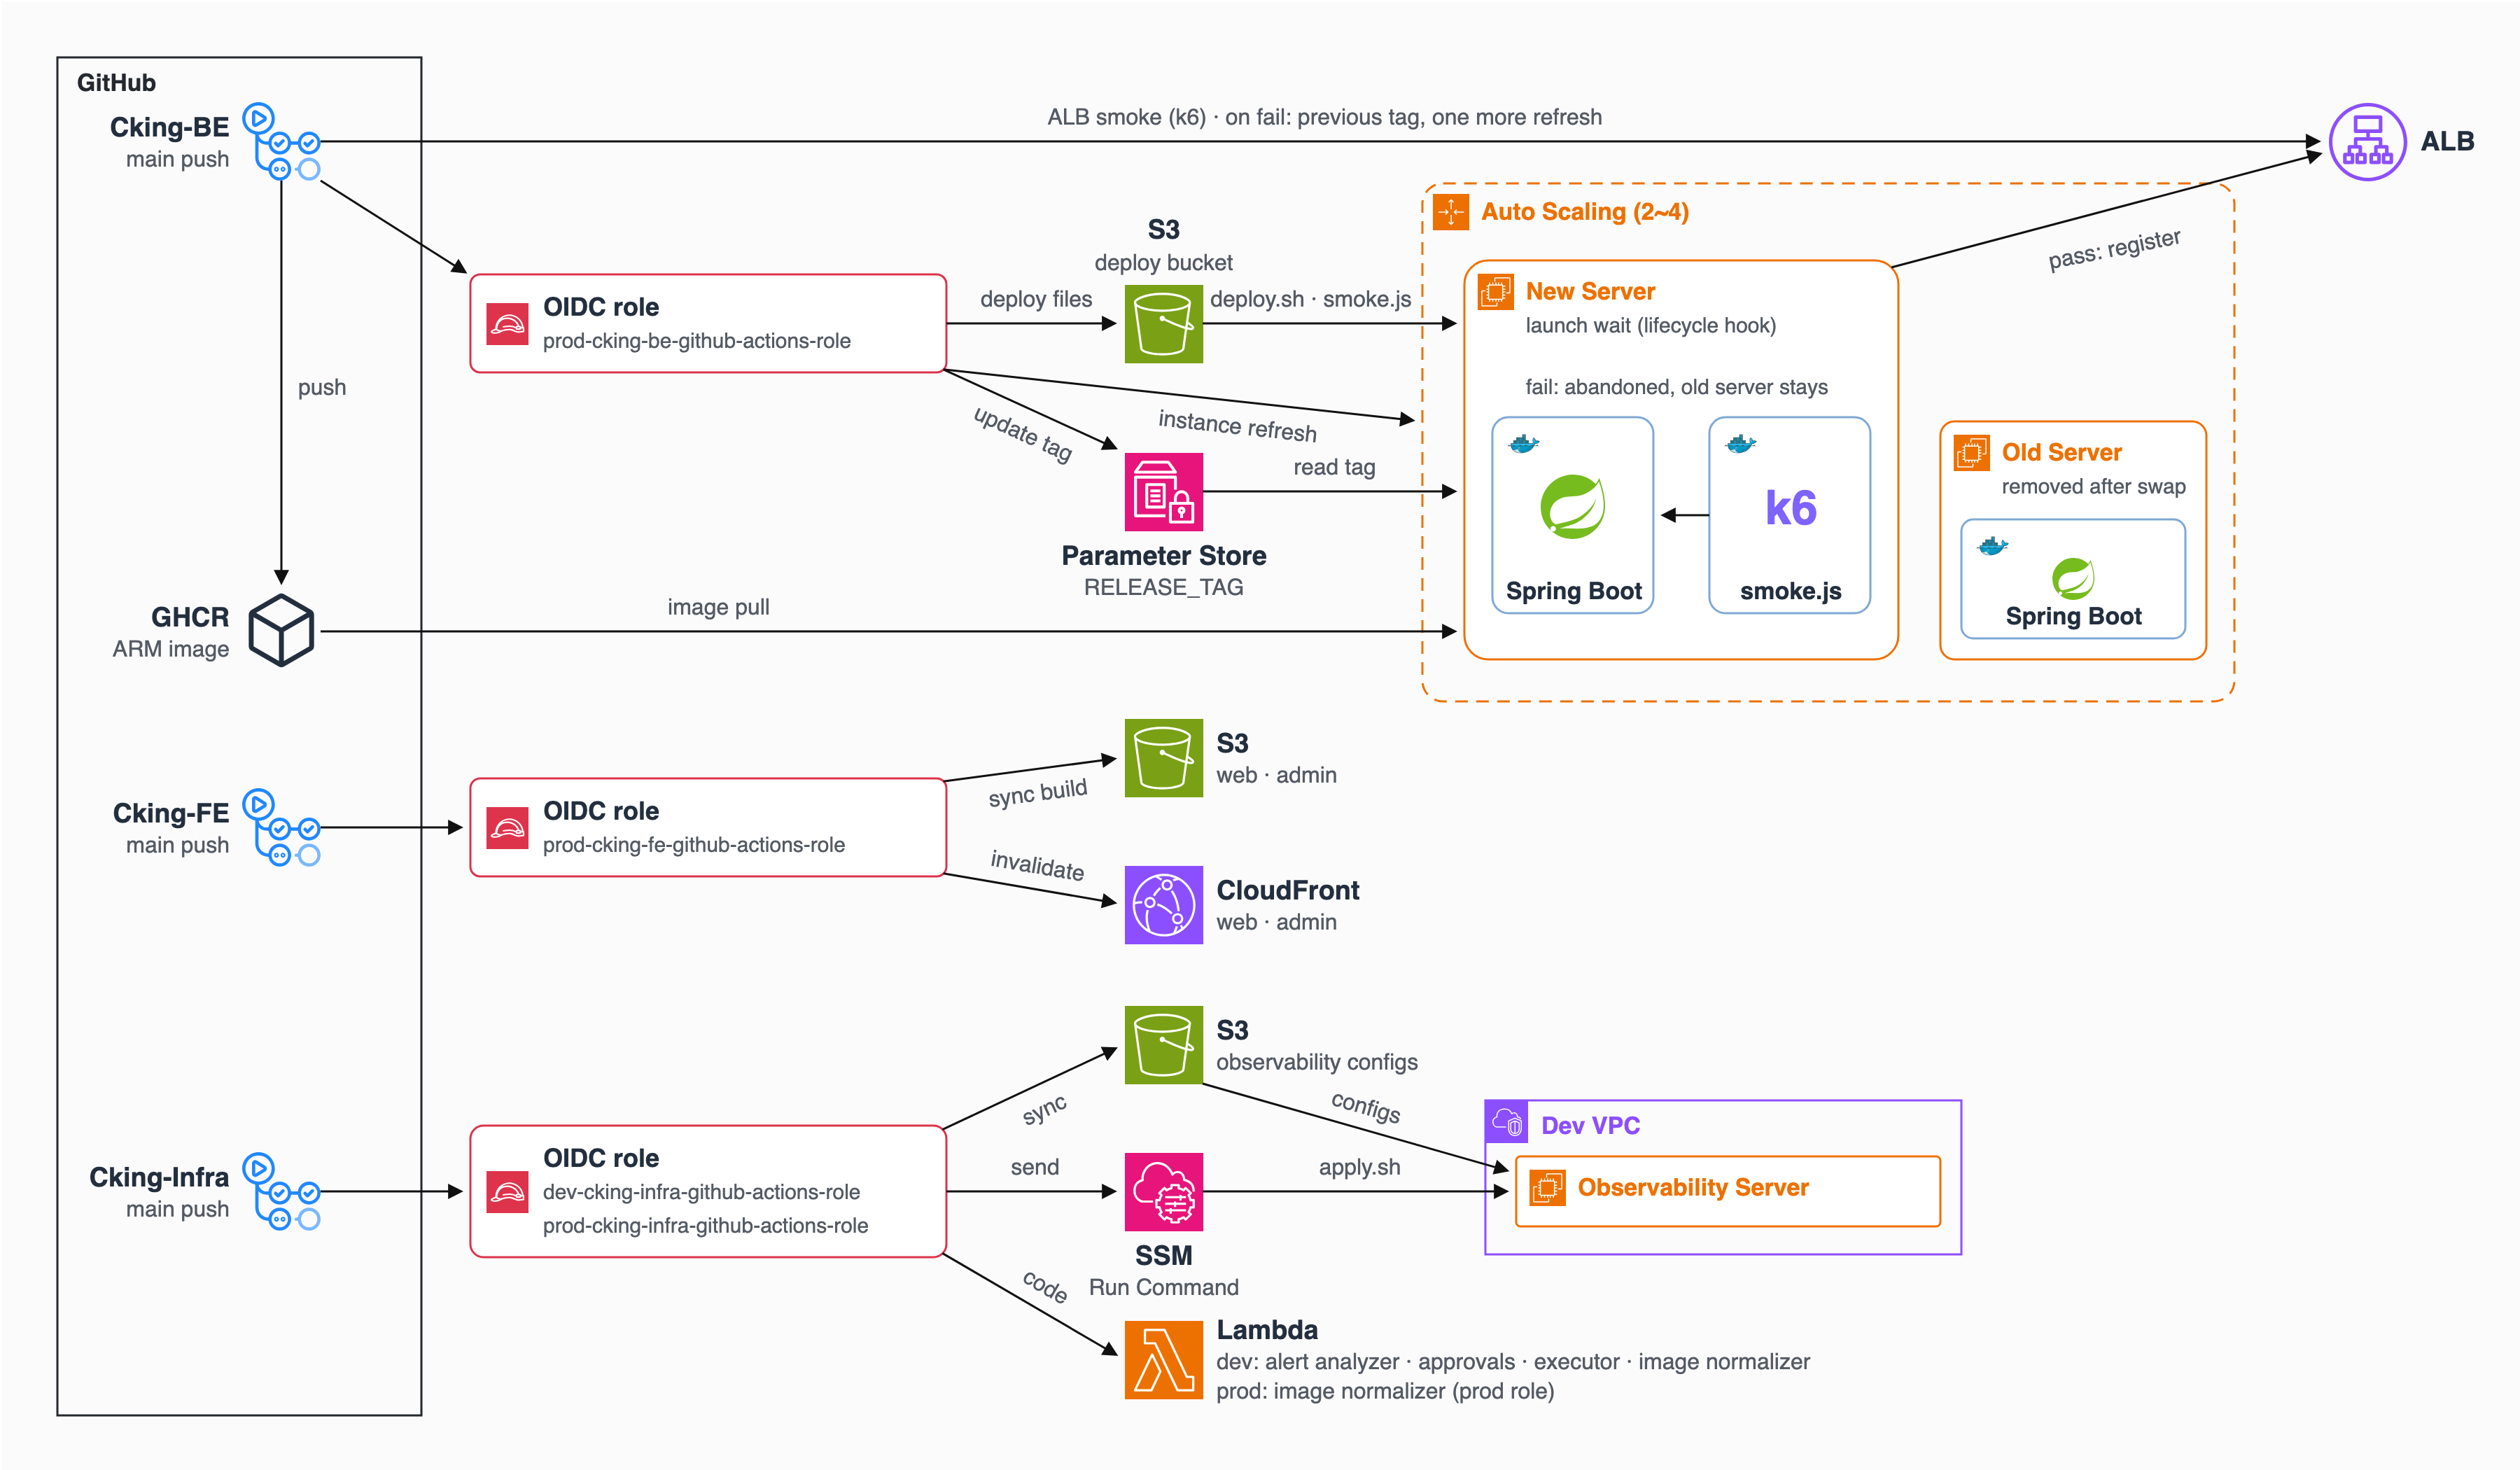 GitHub
Cking-BE
main push
ALB smoke (k6) · on fail: previous tag, one more refresh
ALB
Auto Scaling (2~4)
pass: register
S3
deploy bucket
OIDC role
prod-cking-be-github-actions-role
deploy files
deploy.sh · smoke.js
New Server
launch wait (lifecycle hook)
fail: abandoned, old server stays
push
update tag
instance refresh
read tag
Parameter Store
RELEASE_TAG
Spring Boot
k6
smoke.js
Old Server
removed after swap
Spring Boot
GHCR
ARM image
image pull
Cking-FE
main push
OIDC role
prod-cking-fe-github-actions-role
sync build
S3
web · admin
invalidate
CloudFront
web · admin
Cking-Infra
main push
OIDC role
dev-cking-infra-github-actions-role
prod-cking-infra-github-actions-role
sync
S3
observability configs
configs
send
SSM
Run Command
apply.sh
Dev VPC
Observability Server
code
Lambda
dev: alert analyzer · approvals · executor · image normalizer
prod: image normalizer (prod role)